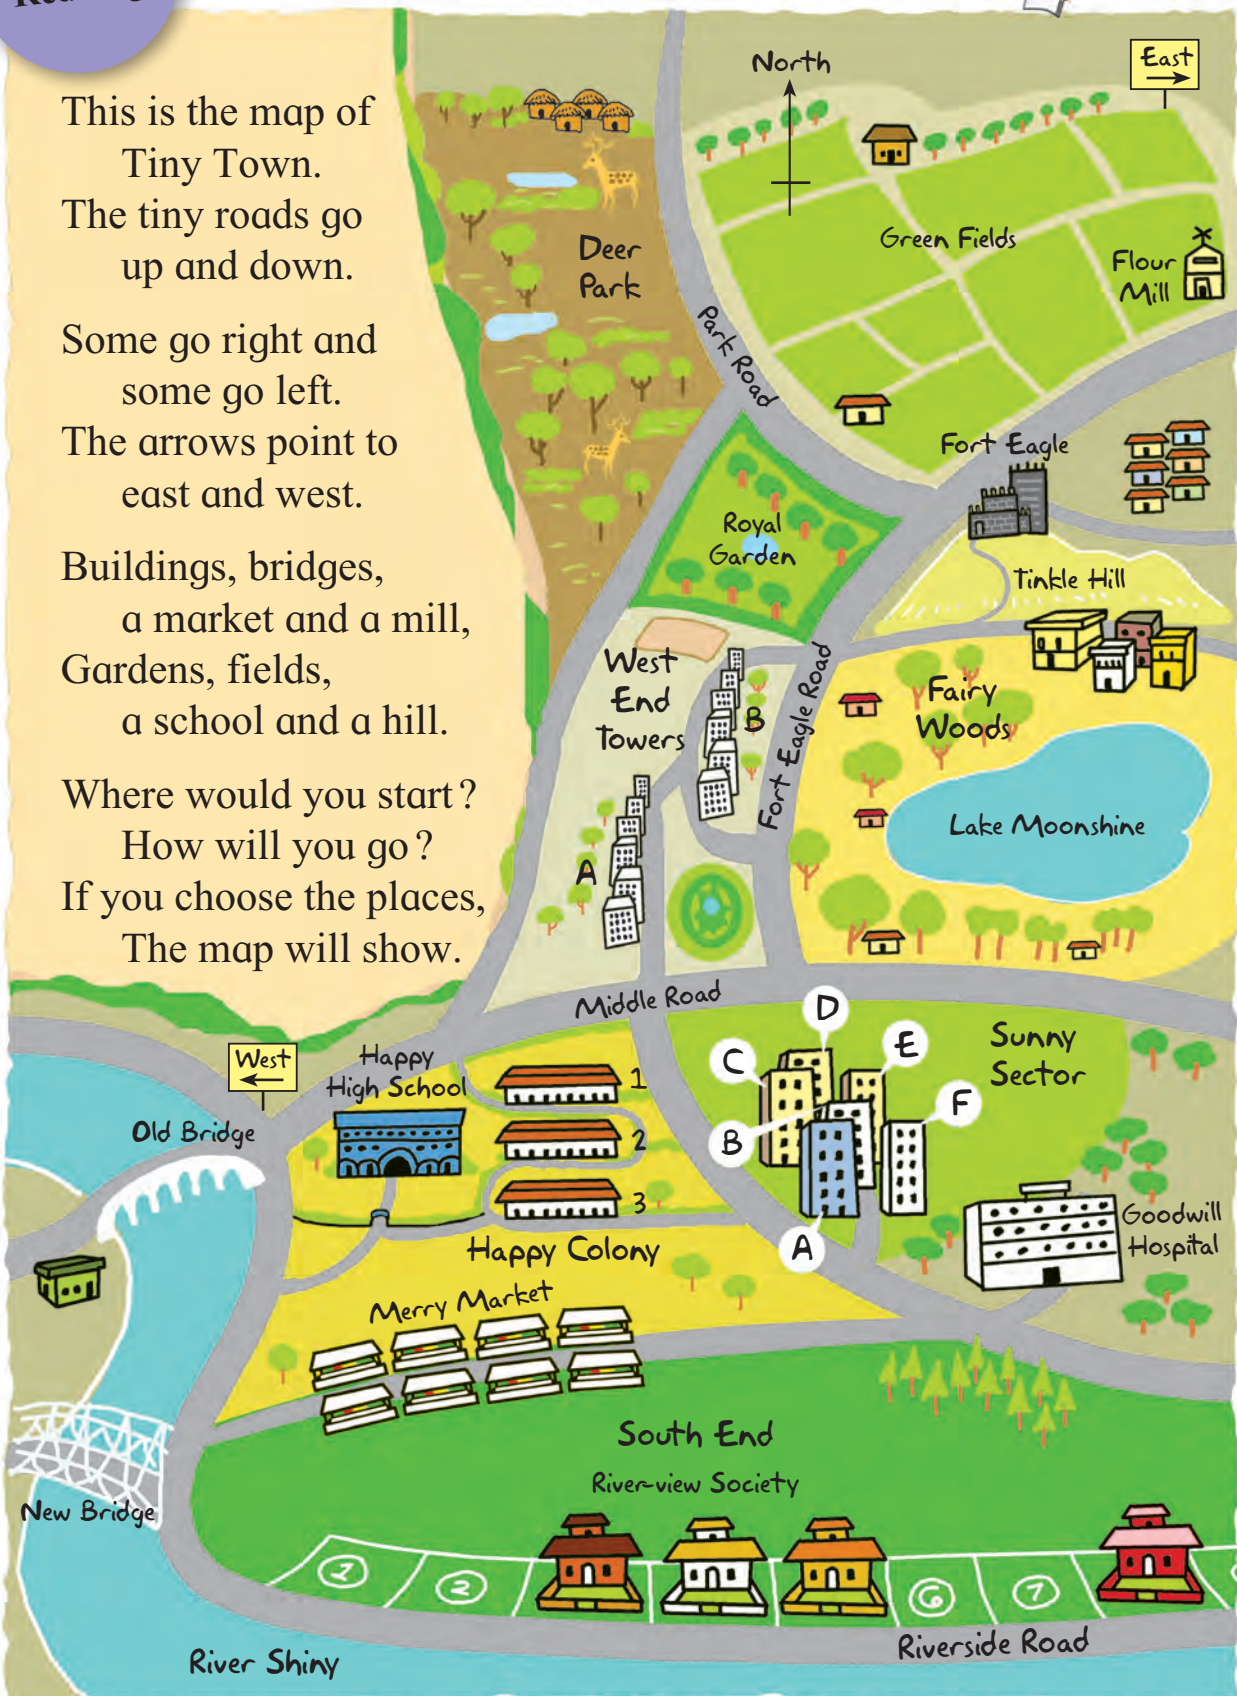 This is the map of
Tiny Town.
The tiny roads go
up and down.
Some go right and
some go left.
The arrows point to
east and west.
Buildings, bridges,
a market and a mill,
Gardens, fields,
a school and a hill.
Where would you start?
How will you go?
If you choose the places,
The map will show.
North
East
Deer
Park
Green Fields
Flour
Mill
Park Road
Fort Eagle
Royal
Garden
Tinkle Hill
West
End
Towers
B
A
Fort Eagle Road
Fairy
Woods
Lake Moonshine
Middle Road
West
Happy
High School
1
2
3
Old Bridge
D
C
E
F
B
A
Sunny
Sector
Goodwill
Hospital
Happy Colony
Merry Market
South End
River-view Society
New Bridge
1
2
6
7
Riverside Road
River Shiny